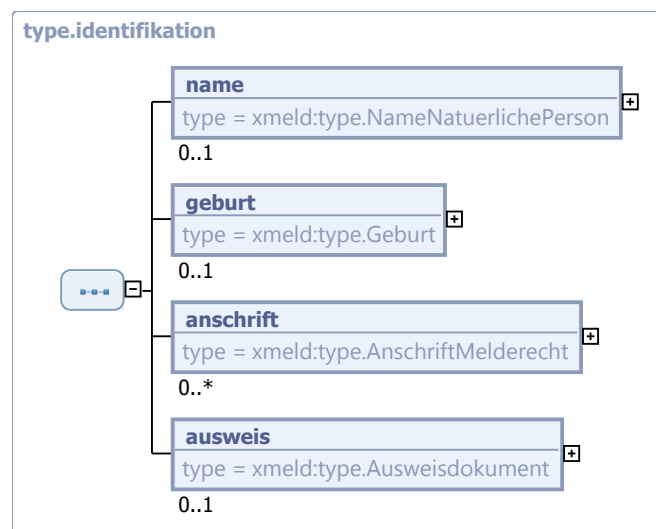 type.identifikation
name
type = xmeld:type.NameNatuerlichePerson
0..1
geburt
type = xmeld:type.Geburt
0..1
anschrift
type = xmeld:type.AnschriftMelderecht
0..*
ausweis
type = xmeld:type.Ausweisdokument
0..1